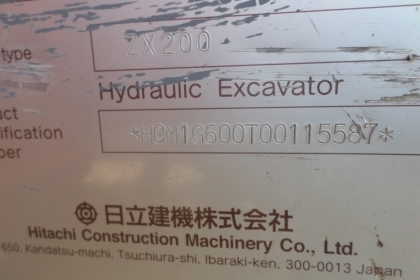 type ZX200
Hydraulic Excavator
ct
ification
ber
*HCM1G600T00115587*
日立建機株式会社
Hitachi Construction Machinery Co., Ltd.
650, Kandatsu-machi, Tsuchiura-shi, Ibaraki-ken, 300-0013 Japan